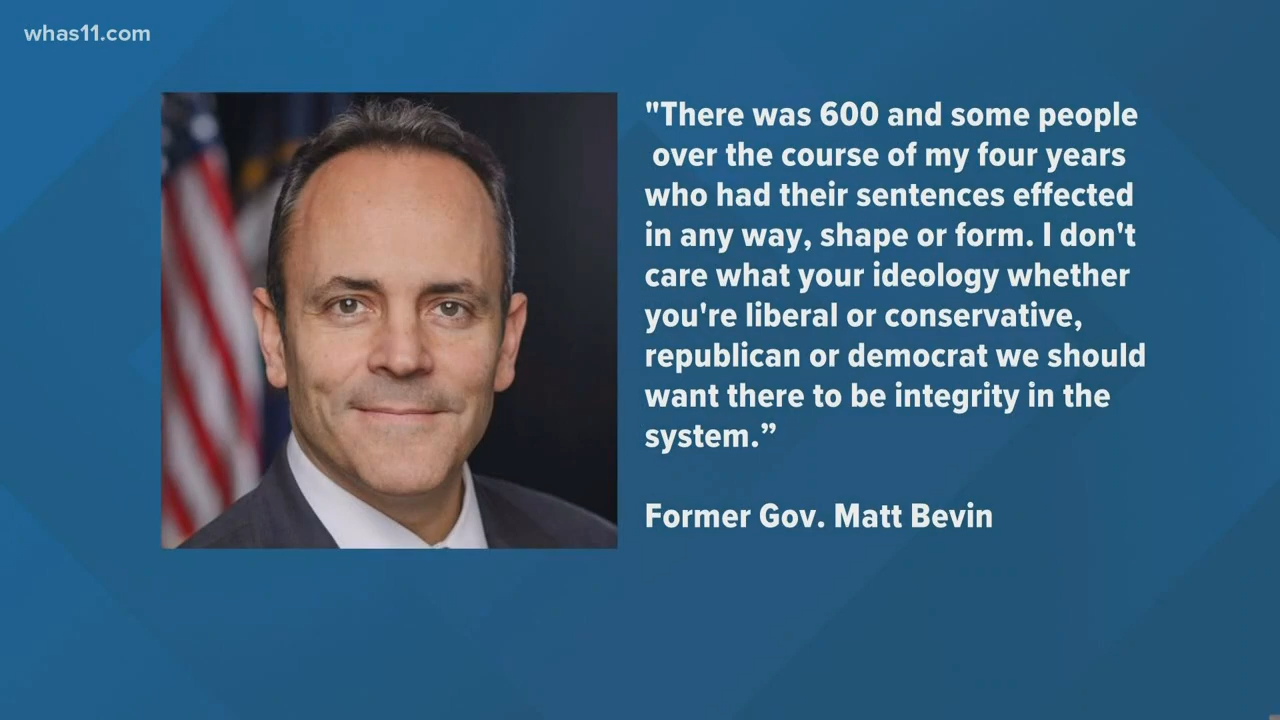 whas11.com
"There was 600 and some people
over the course of my four years
who had their sentences effected
in any way, shape or form. I don't
care what your ideology whether
you're liberal or conservative,
republican or democrat we should
want there to be integrity in the
system.”
Former Gov. Matt Bevin